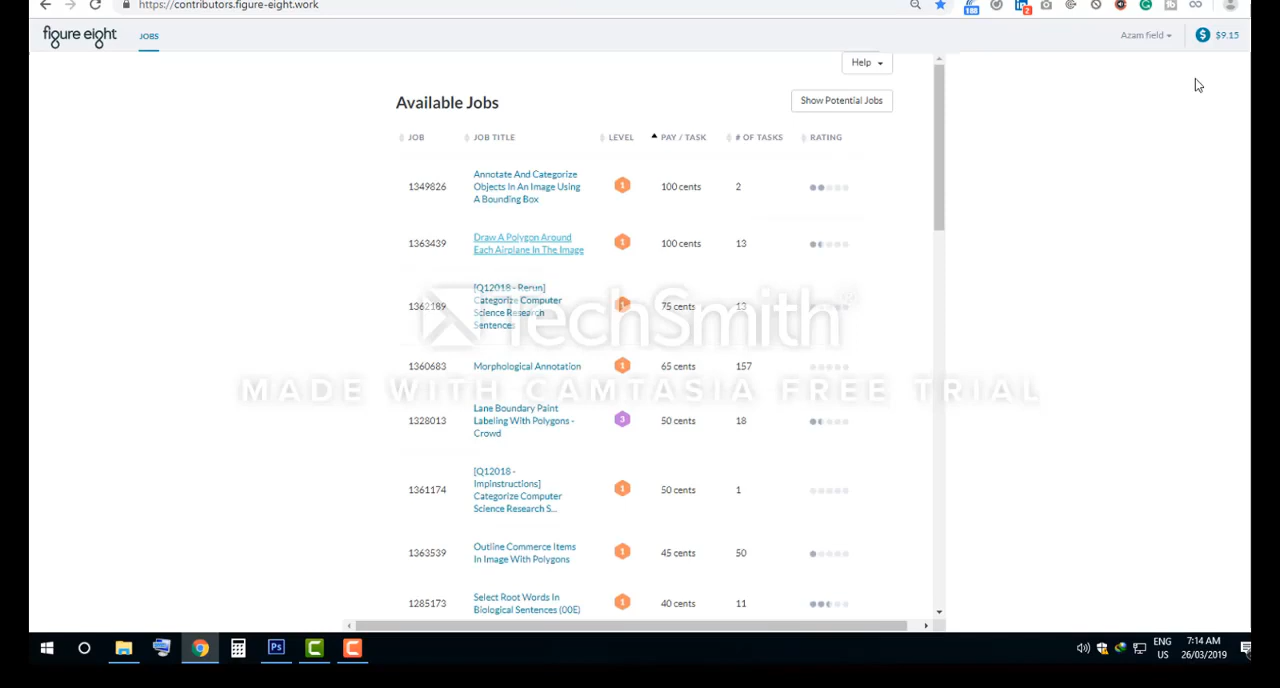 https://contributors.figure-eight.work
188
2
figure eight
JOBS
Azam field
$
$9.15
Help
Available Jobs
Show Potential Jobs
JOB JOB TITLE LEVEL PAY / TASK # OF TASKS RATING
1349826 Annotate And Categorize Objects In An Image Using A Bounding Box 1 100 cents 2
1363439 Draw A Polygon Around Each Airplane In The Image 1 100 cents 13
1362189 [Q12018 - Rerun] Categorize Computer Science Research Sentences 1 75 cents 13
1360683 Morphological Annotation 1 65 cents 157
1328013 Lane Boundary Paint Labeling With Polygons - Crowd 3 50 cents 18
1361174 [Q12018 - Impinstructions] Categorize Computer Science Research S... 1 50 cents 1
1363539 Outline Commerce Items In Image With Polygons 1 45 cents 50
1285173 Select Root Words In Biological Sentences (00E) 1 40 cents 11
TechSmith®
MADE WITH CAMTASIA FREE TRIAL
Ps
ENG
US
7:14 AM
26/03/2019